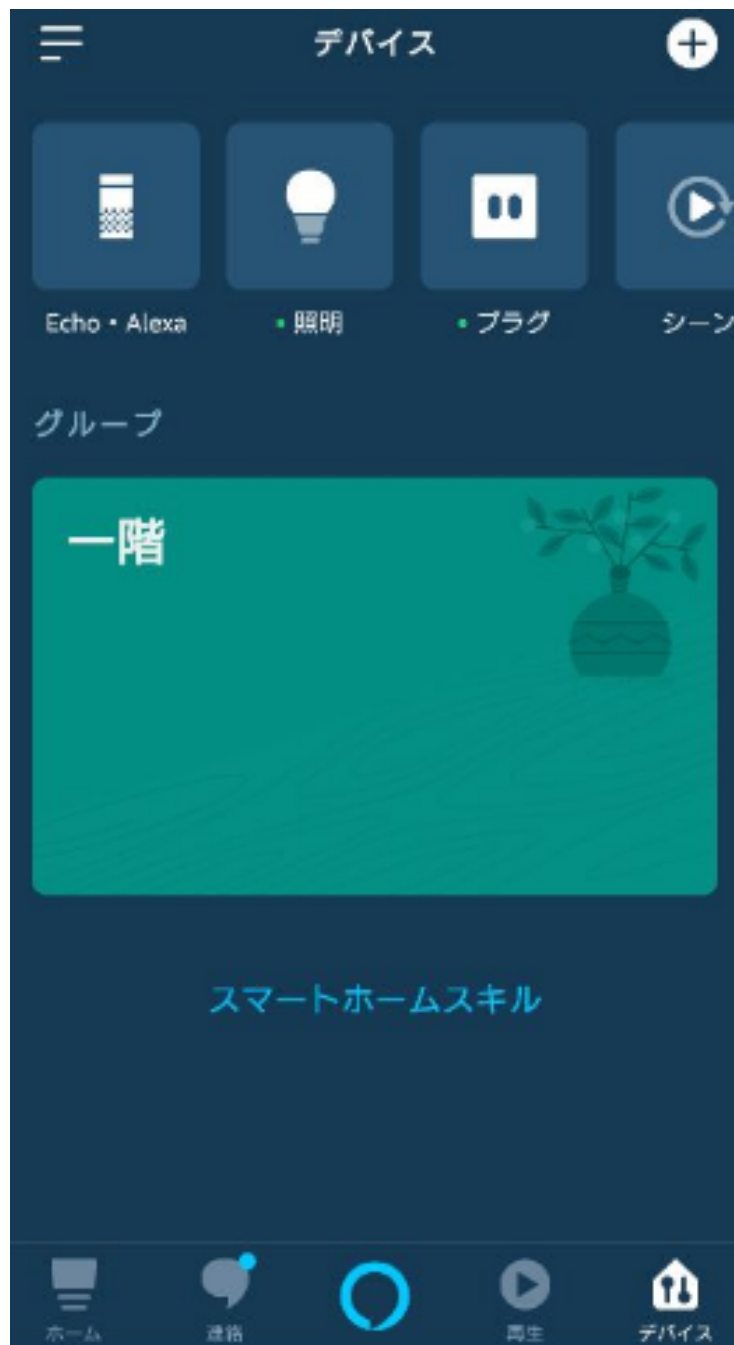 デバイス
Echo・Alexa
照明
プラグ
シーン
グループ
一階
スマートホームスキル
ホーム
連絡
再生
デバイス